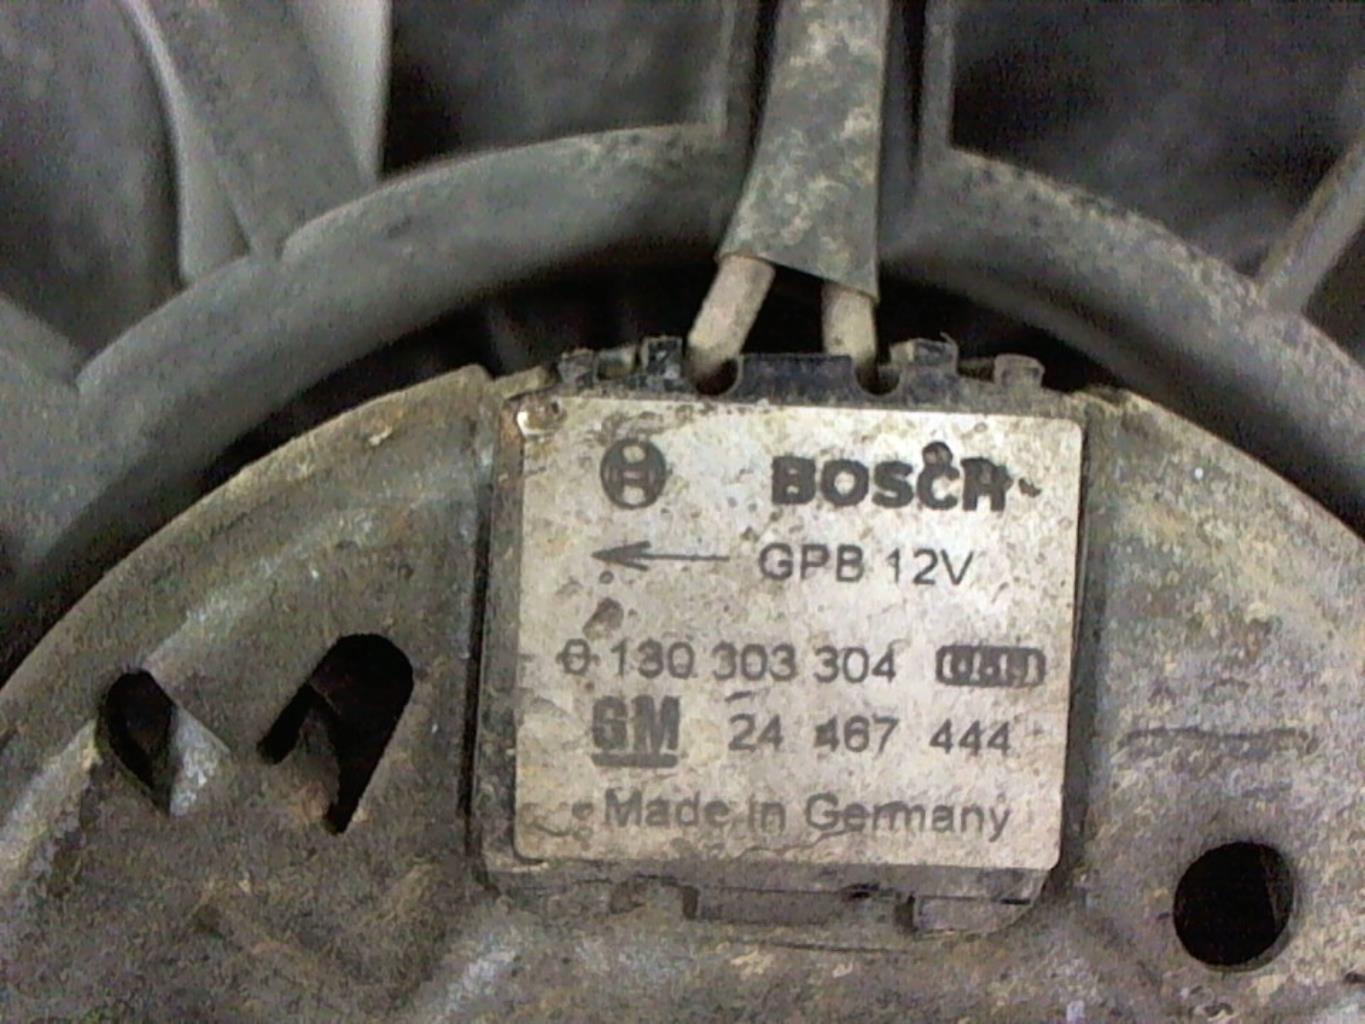 BOSCH
GPB 12V
0 130 303 304
GM 24 467 444
Made in Germany